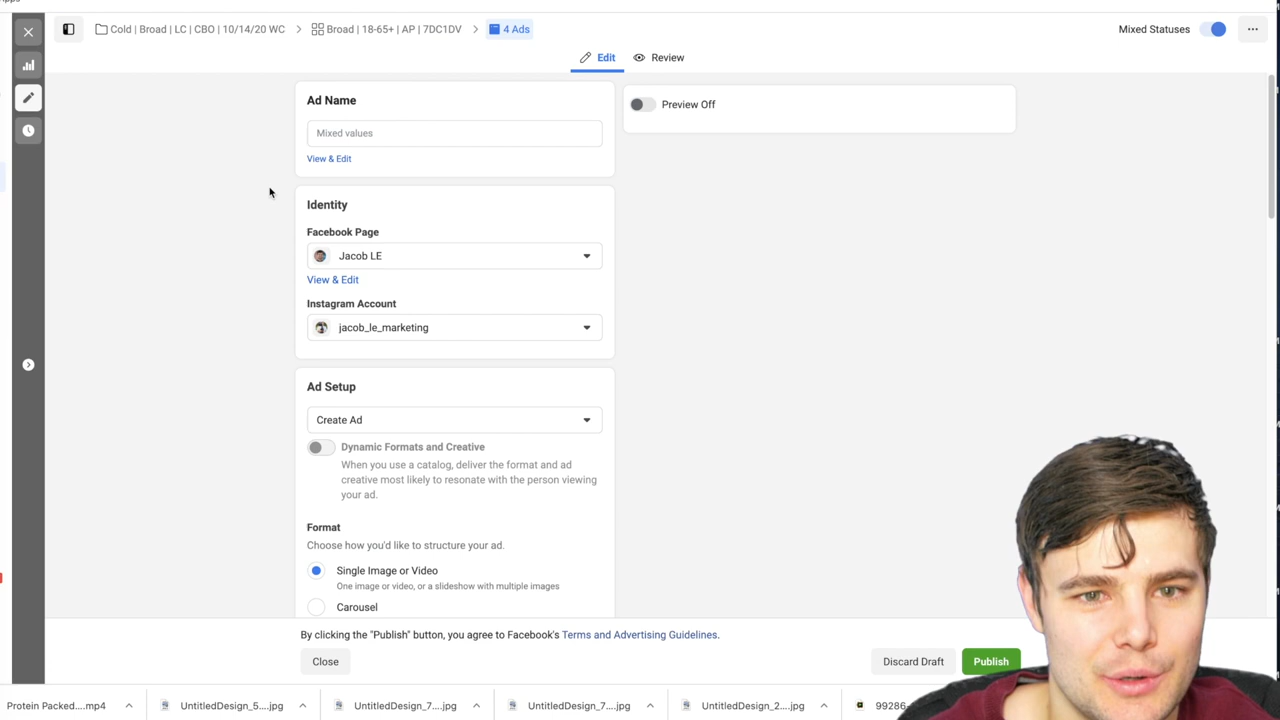 Cold | Broad | LC | CBO | 10/14/20 WC
Broad | 18-65+ | AP | 7DC1DV
4 Ads
Mixed Statuses
Edit
Review
Ad Name
Mixed values
View & Edit
Preview Off
Identity
Facebook Page
Jacob LE
View & Edit
Instagram Account
jacob_le_marketing
Ad Setup
Create Ad
Dynamic Formats and Creative
When you use a catalog, deliver the format and ad
creative most likely to resonate with the person viewing
your ad.
Format
Choose how you'd like to structure your ad.
Single Image or Video
One image or video, or a slideshow with multiple images
Carousel
By clicking the "Publish" button, you agree to Facebook's Terms and Advertising Guidelines.
Close
Discard Draft
Publish
Protein Packed....mp4
UntitledDesign_5....jpg
UntitledDesign_7....jpg
UntitledDesign_7....jpg
UntitledDesign_2....jpg